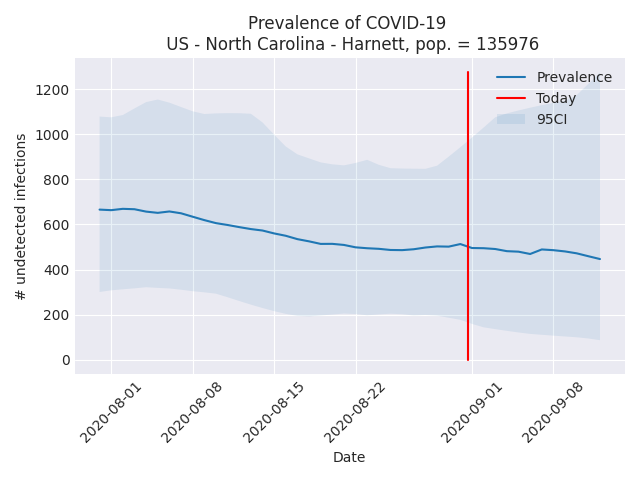 Prevalence of COVID-19
US - North Carolina - Harnett, pop. = 135976
Prevalence
Today
95CI
# undetected infections
1200
1000
800
600
400
200
0
2020-08-01
2020-08-08
2020-08-15
2020-08-22
2020-09-01
2020-09-08
Date